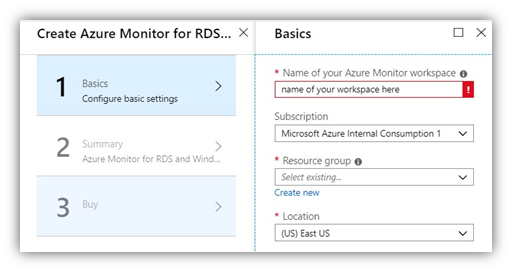 Create Azure Monitor for RDS...
1
Basics
Configure basic settings
2
Summary
Azure Monitor for RDS and Wind...
3
Buy
Basics
* Name of your Azure Monitor workspace
name of your workspace here
Subscription
Microsoft Azure Internal Consumption 1
* Resource group
Select existing...
Create new
* Location
(US) East US